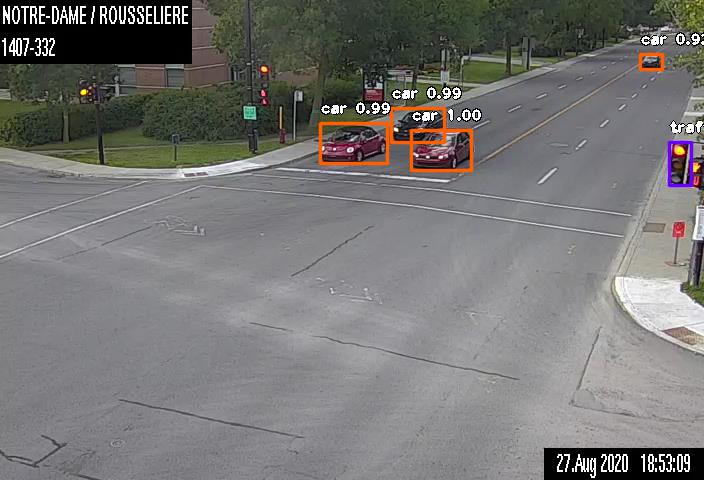 NOTRE-DAME / ROUSSELIERE
1407-332
car 0.93
car 0.99
car 0.99
car 1.00
traf
27.Aug 2020 18:53:09